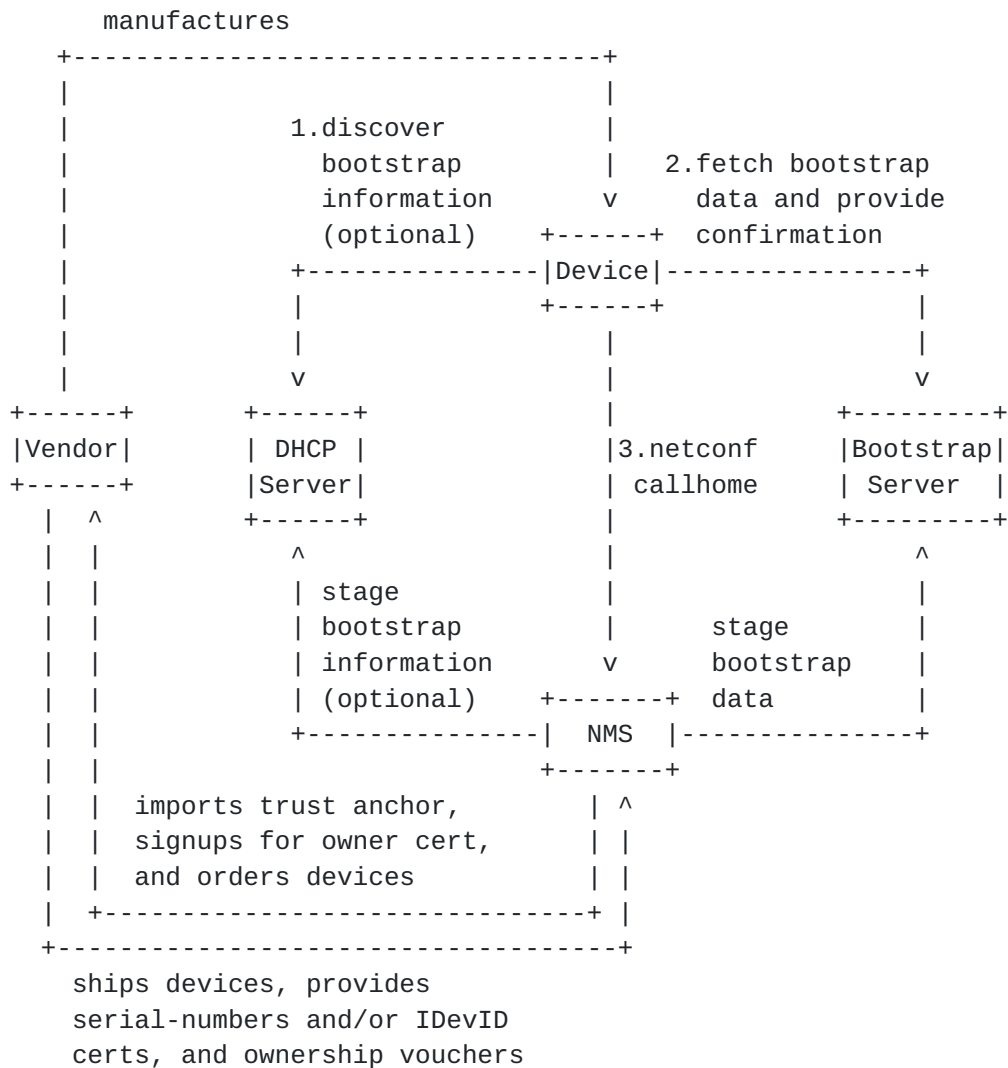 manufactures
1.discover
bootstrap 2.fetch bootstrap
information data and provide
(optional) confirmation
Device
Vendor DHCP 3.netconf Bootstrap
Server callhome Server
stage
bootstrap stage
information bootstrap
(optional) data
NMS
imports trust anchor,
signups for owner cert,
and orders devices
ships devices, provides
serial-numbers and/or IDevID
certs, and ownership vouchers